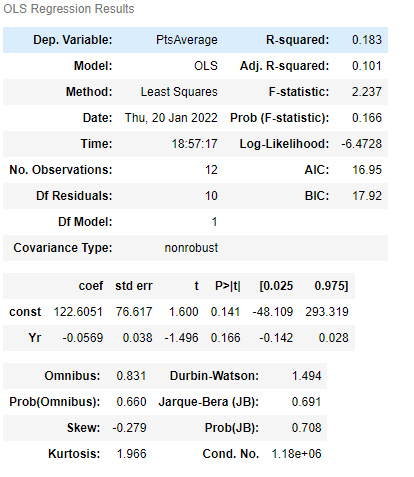 OLS Regression Results
Dep. Variable: PtsAverage R-squared: 0.183
Model: OLS Adj. R-squared: 0.101
Method: Least Squares F-statistic: 2.237
Date: Thu, 20 Jan 2022 Prob (F-statistic): 0.166
Time: 18:57:17 Log-Likelihood: -6.4728
No. Observations: 12 AIC: 16.95
Df Residuals: 10 BIC: 17.92
Df Model: 1
Covariance Type: nonrobust
coef std err t P>|t| [0.025 0.975]
const 122.6051 76.617 1.600 0.141 -48.109 293.319
Yr -0.0569 0.038 -1.496 0.166 -0.142 0.028
Omnibus: 0.831 Durbin-Watson: 1.494
Prob(Omnibus): 0.660 Jarque-Bera (JB): 0.691
Skew: -0.279 Prob(JB): 0.708
Kurtosis: 1.966 Cond. No. 1.18e+06